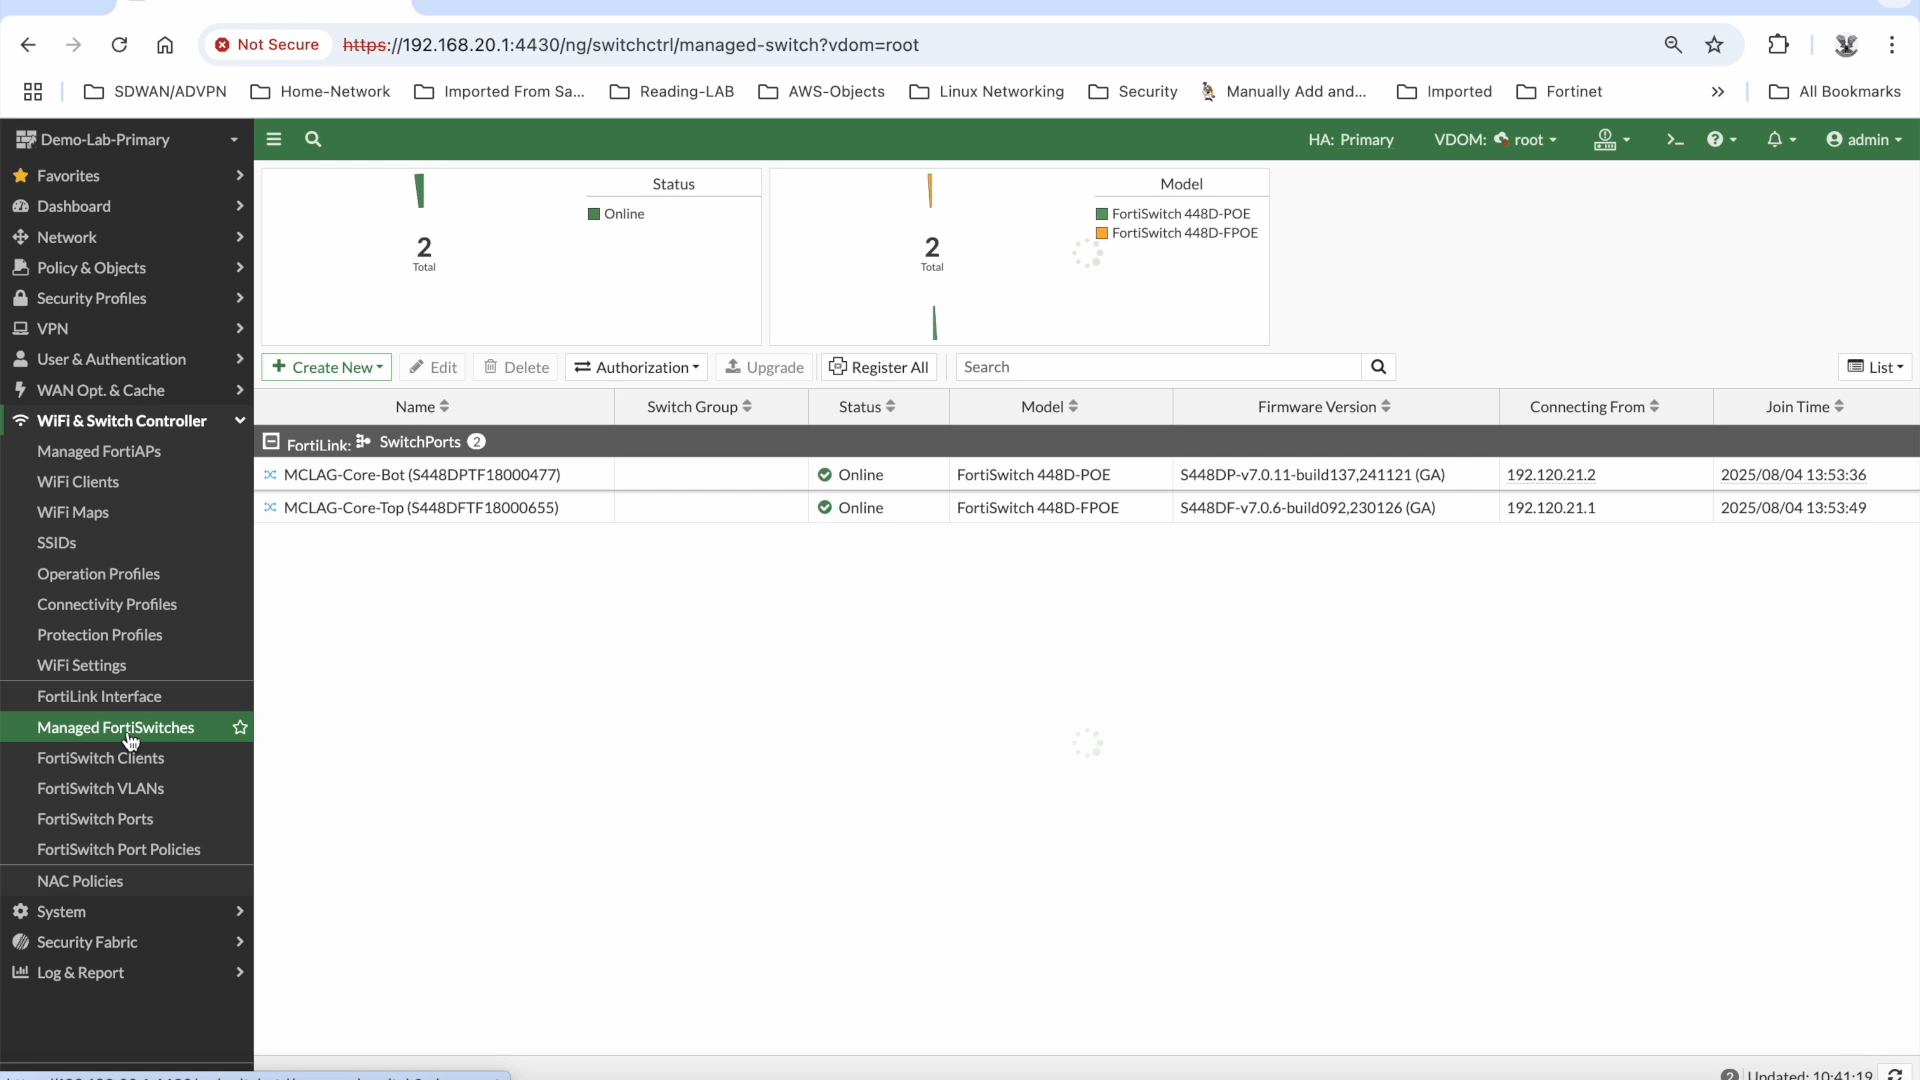 Not Secure https://192.168.20.1:4430/ng/switchctrl/managed-switch?vdom=root
SDWAN/ADVPN Home-Network Imported From Sa... Reading-LAB AWS-Objects Linux Networking Security Manually Add and... Imported Fortinet » All Bookmarks
Demo-Lab-Primary HA: Primary VDOM: root admin
Favorites
Dashboard
Network
Policy & Objects
Security Profiles
VPN
User & Authentication
WAN Opt. & Cache
WiFi & Switch Controller
Managed FortiAPs
WiFi Clients
WiFi Maps
SSIDs
Operation Profiles
Connectivity Profiles
Protection Profiles
WiFi Settings
FortiLink Interface
Managed FortiSwitches
FortiSwitch Clients
FortiSwitch VLANs
FortiSwitch Ports
FortiSwitch Port Policies
NAC Policies
System
Security Fabric
Log & Report
Status
Online
2
Total
Model
FortiSwitch 448D-POE
FortiSwitch 448D-FPOE
2
Total
+ Create New Edit Delete Authorization Upgrade Register All Search List
Name Switch Group Status Model Firmware Version Connecting From Join Time
FortiLink: SwitchPorts 2
MCLAG-Core-Bot (S448DPTF18000477) Online FortiSwitch 448D-POE S448DP-v7.0.11-build137,241121 (GA) 192.120.21.2 2025/08/04 13:53:36
MCLAG-Core-Top (S448DFTF18000655) Online FortiSwitch 448D-FPOE S448DF-v7.0.6-build092,230126 (GA) 192.120.21.1 2025/08/04 13:53:49
Updated: 10:41:19